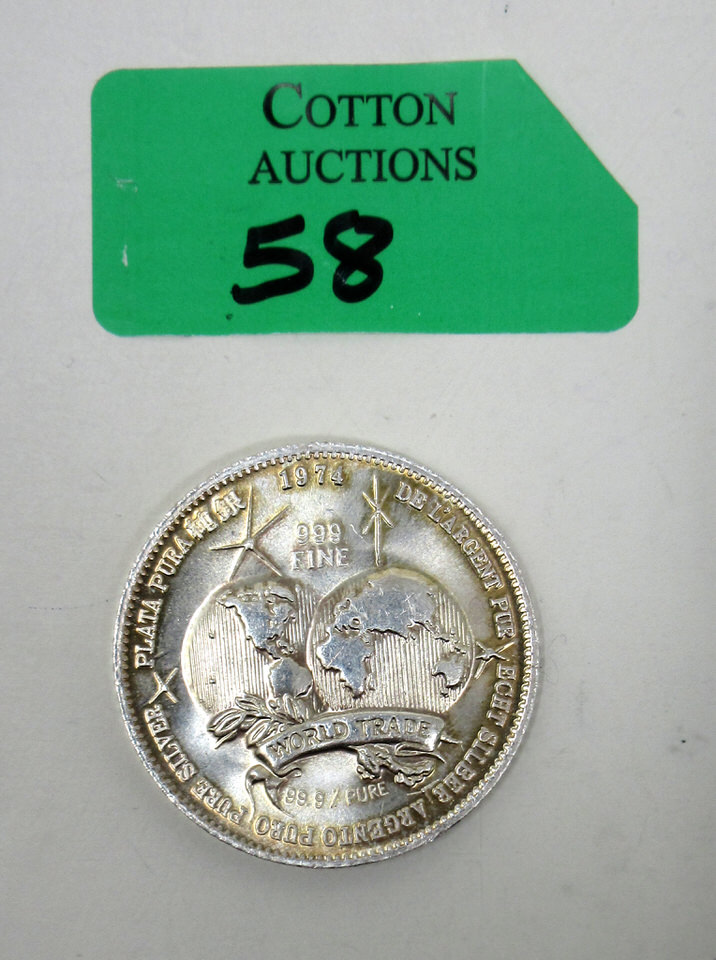 COTTON
AUCTIONS
58
1974
999
FINE
PLATA PURA
DE L'ARGENT PUR
ECHT SILBER
ARGENTO PURO
PURE SILVER
WORLD TRADE
99.9% PURE